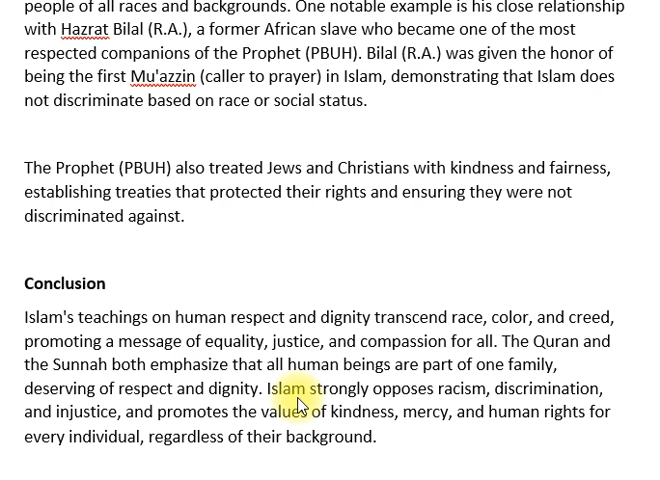 people of all races and backgrounds. One notable example is his close relationship
with Hazrat Bilal (R.A.), a former African slave who became one of the most
respected companions of the Prophet (PBUH). Bilal (R.A.) was given the honor of
being the first Mu'azzin (caller to prayer) in Islam, demonstrating that Islam does
not discriminate based on race or social status.
The Prophet (PBUH) also treated Jews and Christians with kindness and fairness,
establishing treaties that protected their rights and ensuring they were not
discriminated against.
Conclusion
Islam's teachings on human respect and dignity transcend race, color, and creed,
promoting a message of equality, justice, and compassion for all. The Quran and
the Sunnah both emphasize that all human beings are part of one family,
deserving of respect and dignity. Islam strongly opposes racism, discrimination,
and injustice, and promotes the values of kindness, mercy, and human rights for
every individual, regardless of their background.